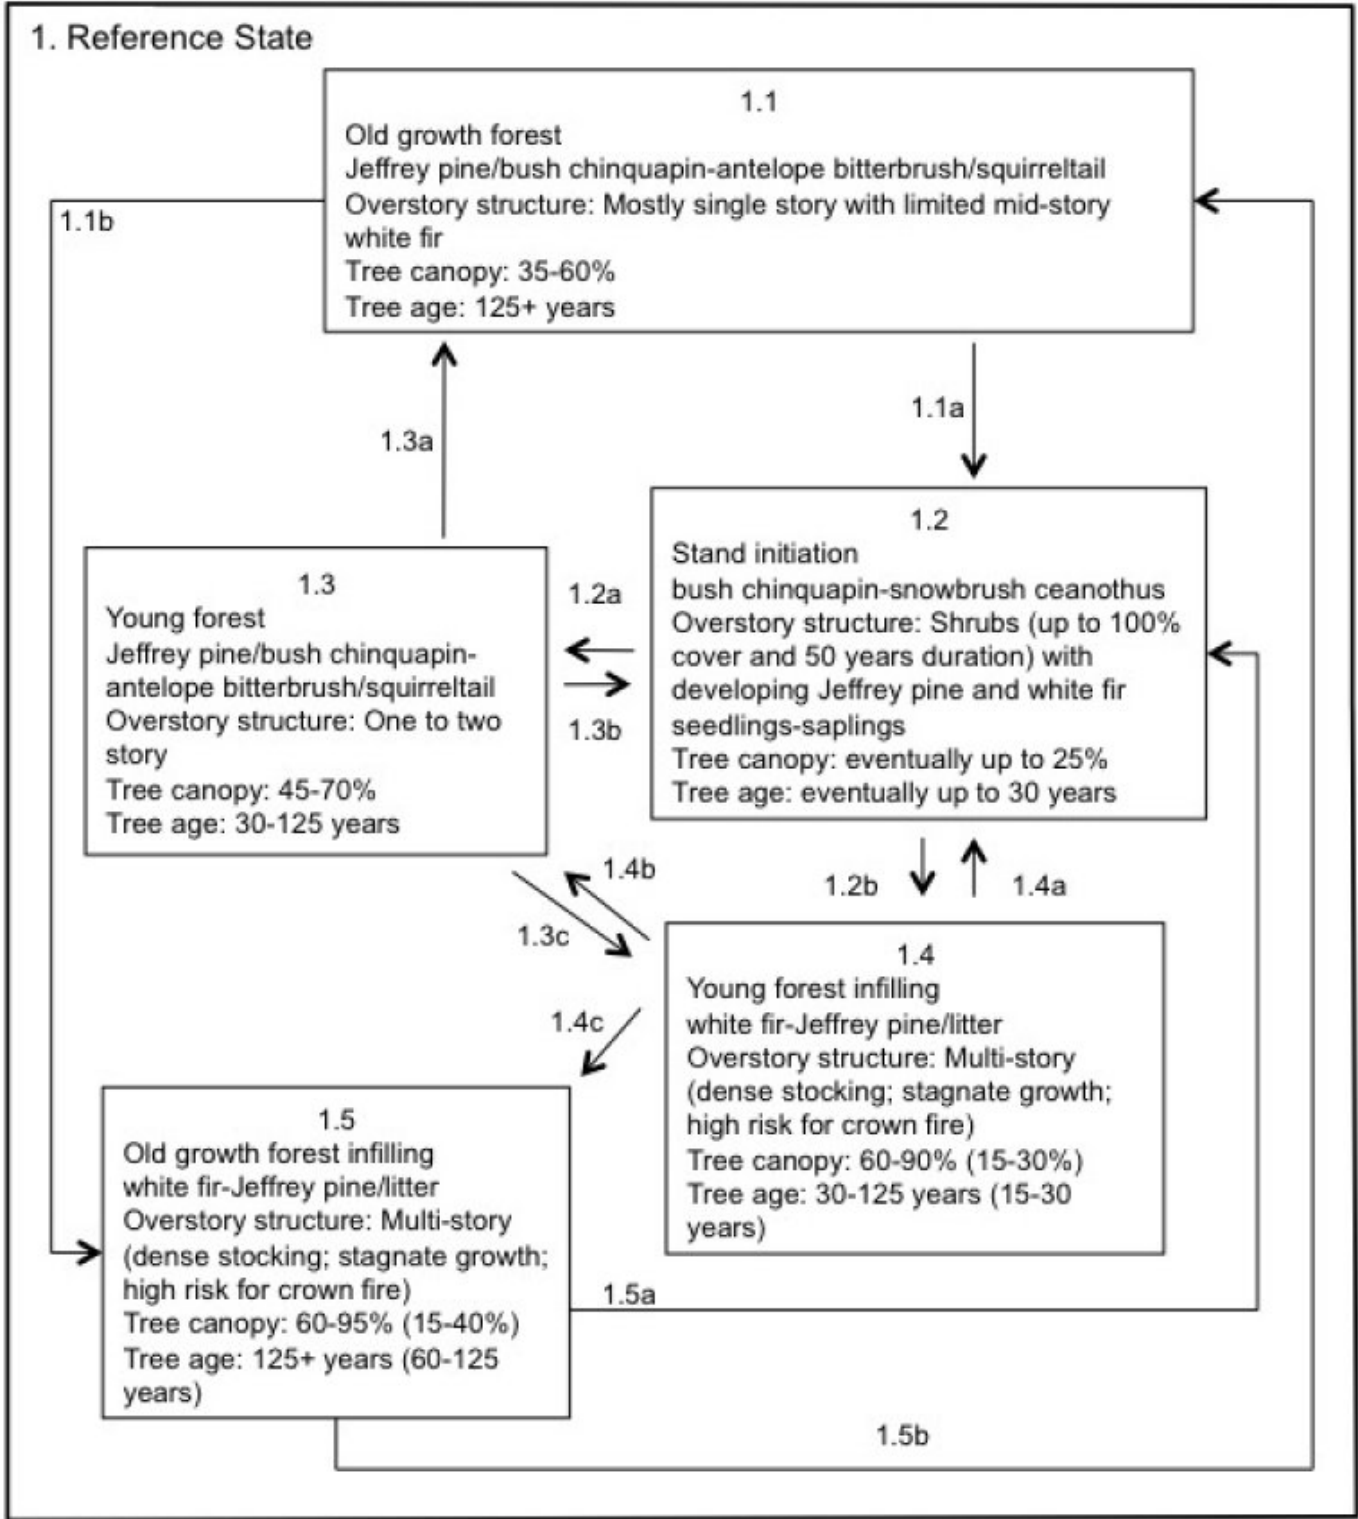 1. Reference State
1.1
Old growth forest
Jeffrey pine/bush chinquapin-antelope bitterbrush/squirreltail
Overstory structure: Mostly single story with limited mid-story
white fir
Tree canopy: 35-60%
Tree age: 125+ years
1.1b
1.3a
1.1a
1.2
Stand initiation
bush chinquapin-snowbrush ceanothus
Overstory structure: Shrubs (up to 100%
cover and 50 years duration) with
developing Jeffrey pine and white fir
seedlings-saplings
Tree canopy: eventually up to 25%
Tree age: eventually up to 30 years
1.3
Young forest
Jeffrey pine/bush chinquapin-
antelope bitterbrush/squirreltail
Overstory structure: One to two
story
Tree canopy: 45-70%
Tree age: 30-125 years
1.2a
1.3b
1.4b
1.3c
1.2b
1.4a
1.4
Young forest infilling
white fir-Jeffrey pine/litter
Overstory structure: Multi-story
(dense stocking; stagnate growth;
high risk for crown fire)
Tree canopy: 60-90% (15-30%)
Tree age: 30-125 years (15-30
years)
1.4c
1.5
Old growth forest infilling
white fir-Jeffrey pine/litter
Overstory structure: Multi-story
(dense stocking; stagnate growth;
high risk for crown fire)
Tree canopy: 60-95% (15-40%)
Tree age: 125+ years (60-125
years)
1.5a
1.5b